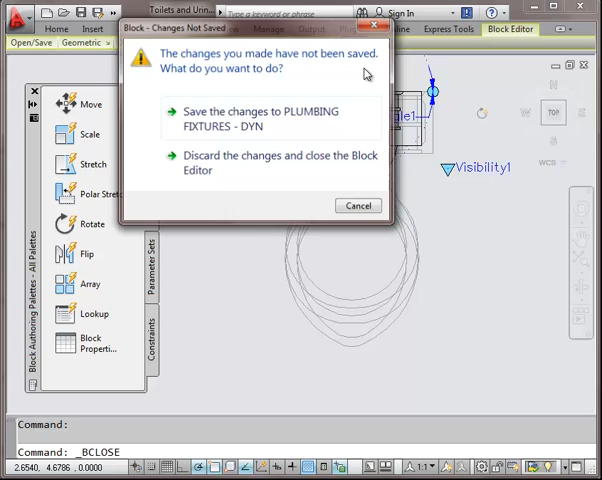 Toilets and Urin...
Type a keyword or phrase
Sign In
Home
Insert
Manage
Output
Express Tools
Block Editor
Open/Save
Geometric
Block - Changes Not Saved
The changes you made have not been saved.
What do you want to do?
Save the changes to PLUMBING
FIXTURES - DYN
Discard the changes and close the Block
Editor
Cancel
Move
Scale
Stretch
Polar Stretc
Rotate
Flip
Array
Lookup
Block
Properti...
Block Authoring Palettes - All Palettes
Parameter Sets
Constraints
Visibility1
N
W
TOP
E
S
WCS
Command:
Command: _BCLOSE
2.6540, 4.6786, 0.0000
1:1